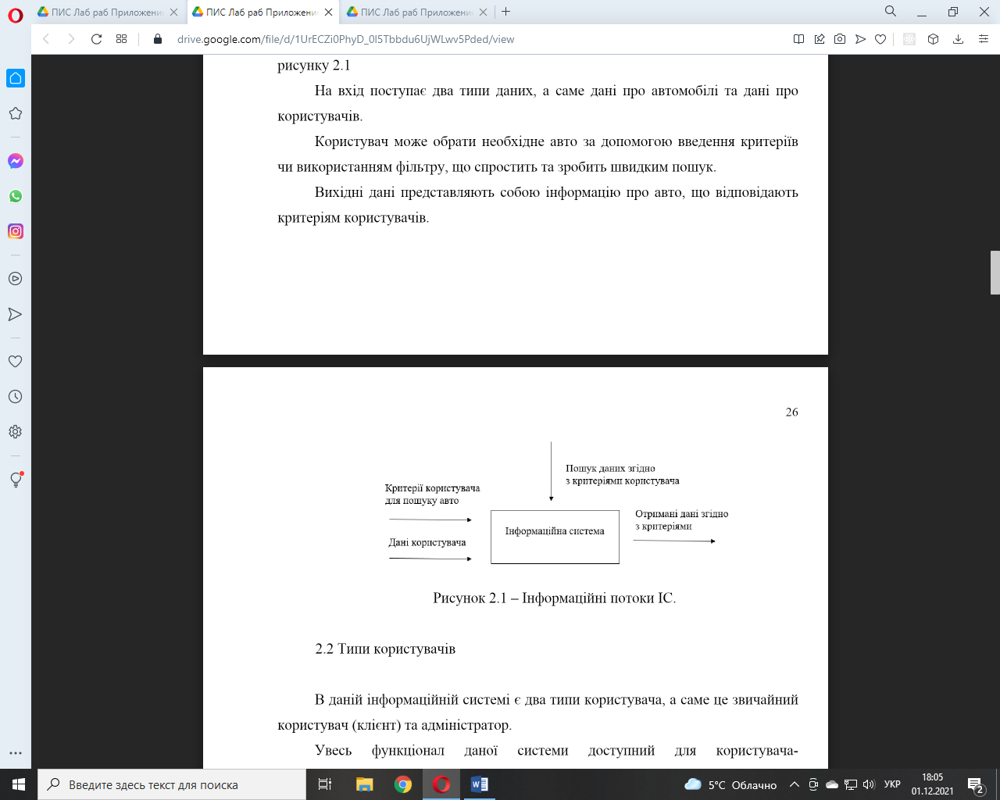 ПИС Лаб раб Приложени
ПИС Лаб раб Приложени
ПИС Лаб раб Приложени
drive.google.com/file/d/1UrECZi0PhyD_0I5Tbbdu6UjWLwv5Pded/view
рисунку 2.1
На вхід поступає два типи даних, а саме дані про автомобілі та дані про
користувачів.
Користувач може обрати необхідне авто за допомогою введення критеріїв
чи використанням фільтру, що спростить та зробить швидким пошук.
Вихідні дані представляють собою інформацію про авто, що відповідають
критеріям користувачів.
26
Пошук даних згідно
з критеріями користувача
Критерії користувача
для пошуку авто
Отримані дані згідно
з критеріями
Інформаційна система
Дані користувача
Рисунок 2.1 – Інформаційні потоки ІС.
2.2 Типи користувачів
В даній інформаційній системі є два типи користувача, а саме це звичайний
користувач (клієнт) та адміністратор.
Увесь функціонал даної системи доступний для користувача-
Введите здесь текст для поиска
5°C Облачно
УКР
18:05
01.12.2021
2